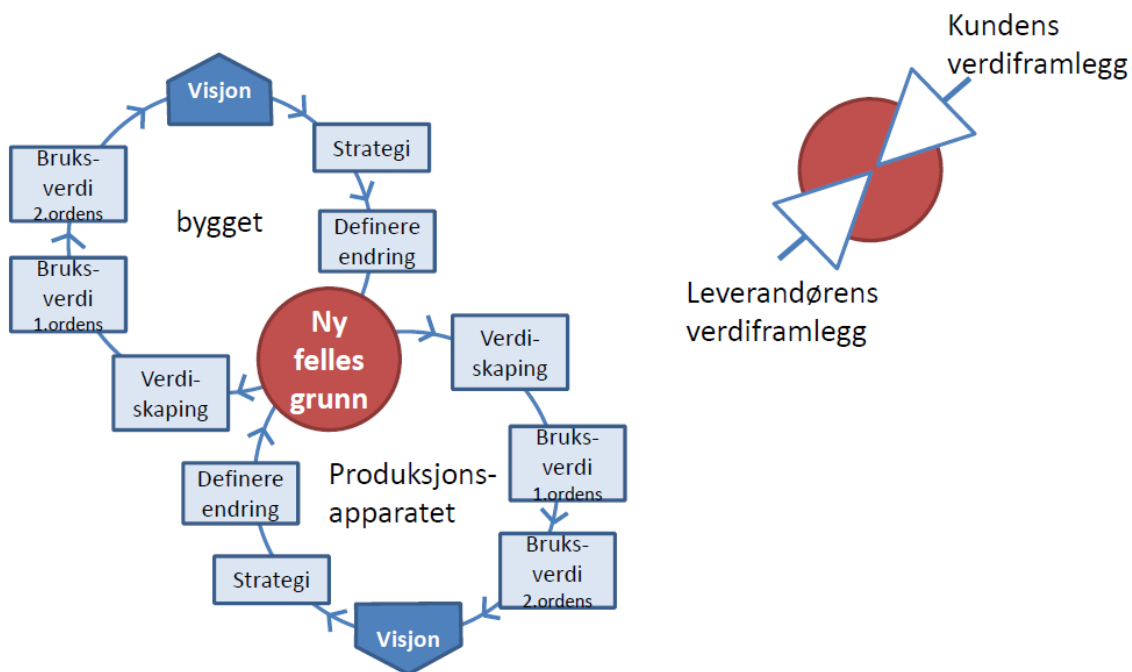 Visjon
Strategi
Definere
endring
bygget
Bruks-
verdi
2.ordens
Bruks-
verdi
1.ordens
Verdi-
skaping
Ny
felles
grunn
Verdi-
skaping
Bruks-
verdi
1.ordens
Bruks-
verdi
2.ordens
Produksjons-
apparatet
Definere
endring
Strategi
Visjon
Kundens
verdiframlegg
Leverandørens
verdiframlegg